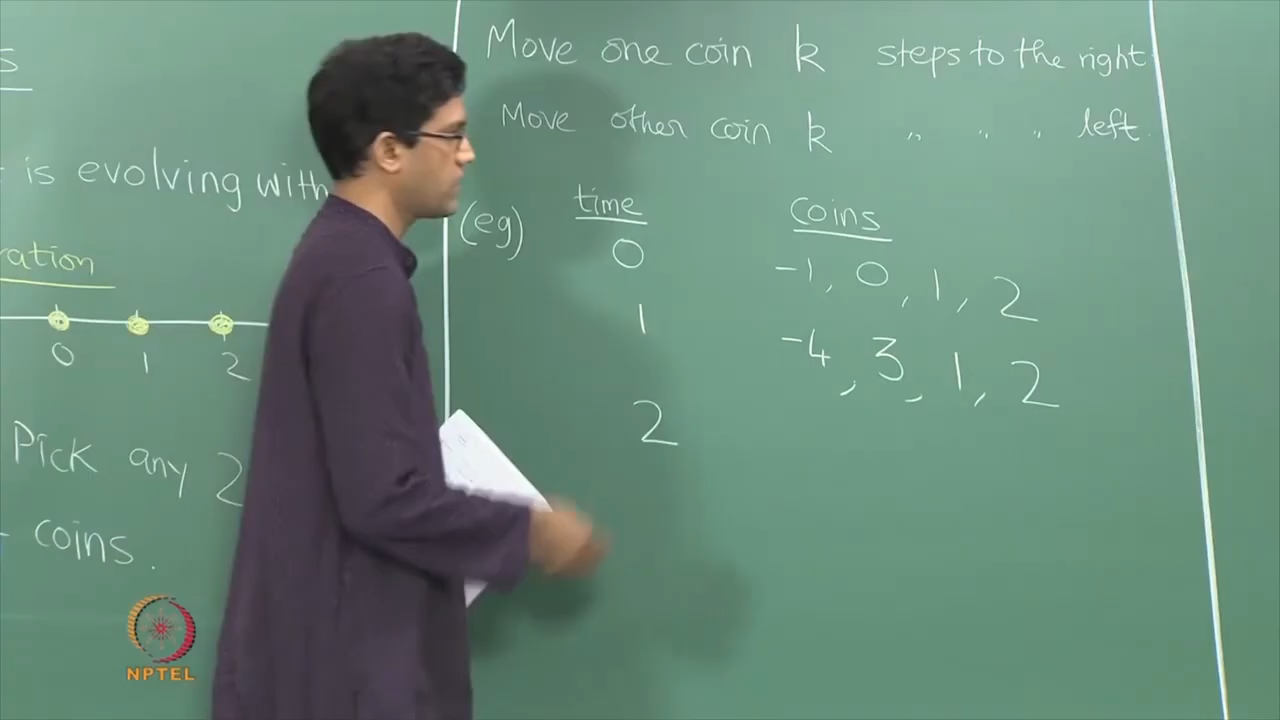 is evolving with
0 1 2
Pick any 2
coins.
Move one coin k steps to the right
Move other coin k " " " left.
(eg) time coins
0 -1, 0, 1, 2
1 -4, 3, 1, 2
2
NPTEL